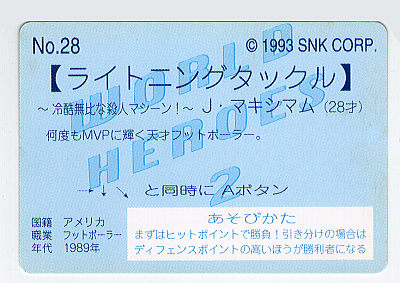 No.28
© 1993 SNK CORP.
【ライトニングタックル】
～冷酷無比な殺人マシーン！～ J・マキシマム（28才）
何度もMVPに輝く天才フットボーラー。
WORLD HEROES 2
→↓↘ と同時に Aボタン
国籍 アメリカ
職業 フットボーラー
年代 1989年
あそびかた
まずはヒットポイントで勝負！引き分けの場合は
ディフェンスポイントの高いほうが勝利者になる